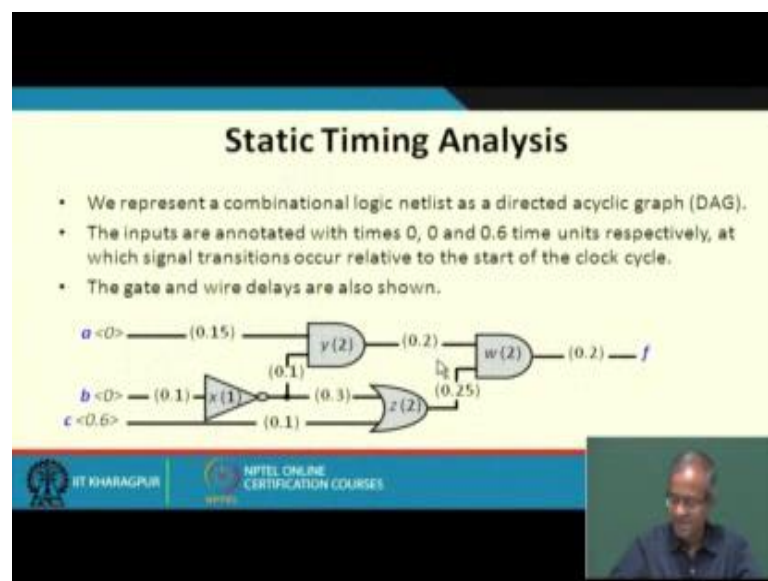 Static Timing Analysis
• We represent a combinational logic netlist as a directed acyclic graph (DAG).
• The inputs are annotated with times 0, 0 and 0.6 time units respectively, at
which signal transitions occur relative to the start of the clock cycle.
• The gate and wire delays are also shown.
a <0> (0.15) y (2) (0.2) w (2) (0.2) f
(0.1)
b <0> (0.1) x (1) (0.3) z (2) (0.25)
c <0.6> (0.1)
IIT KHARAGPUR
NPTEL ONLINE
CERTIFICATION COURSES
NPTEL